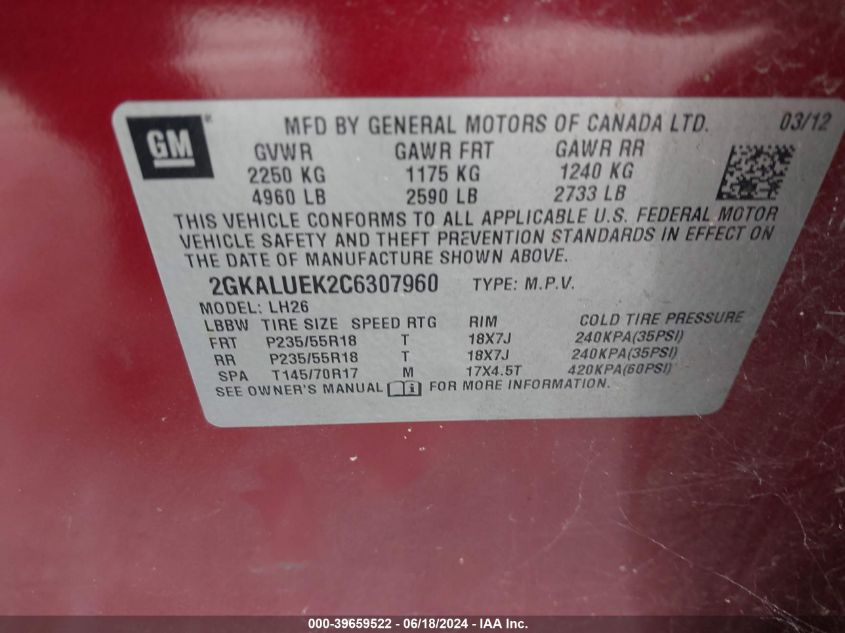 GM ® MFD BY GENERAL MOTORS OF CANADA LTD. 03/12
GVWR GAWR FRT GAWR RR
2250 KG 1175 KG 1240 KG
4960 LB 2590 LB 2733 LB
THIS VEHICLE CONFORMS TO ALL APPLICABLE U.S. FEDERAL MOTOR
VEHICLE SAFETY AND THEFT PREVENTION STANDARDS IN EFFECT ON
THE DATE OF MANUFACTURE SHOWN ABOVE.
2GKALUEK2C6307960 TYPE: M.P.V.
MODEL: LH26
LBBW TIRE SIZE SPEED RTG RIM COLD TIRE PRESSURE
FRT P235/55R18 T 18X7J 240KPA(35PSI)
RR P235/55R18 T 18X7J 240KPA(35PSI)
SPA T145/70R17 M 17X4.5T 420KPA(60PSI)
SEE OWNER'S MANUAL FOR MORE INFORMATION.
000-39659522 - 06/18/2024 - IAA Inc.